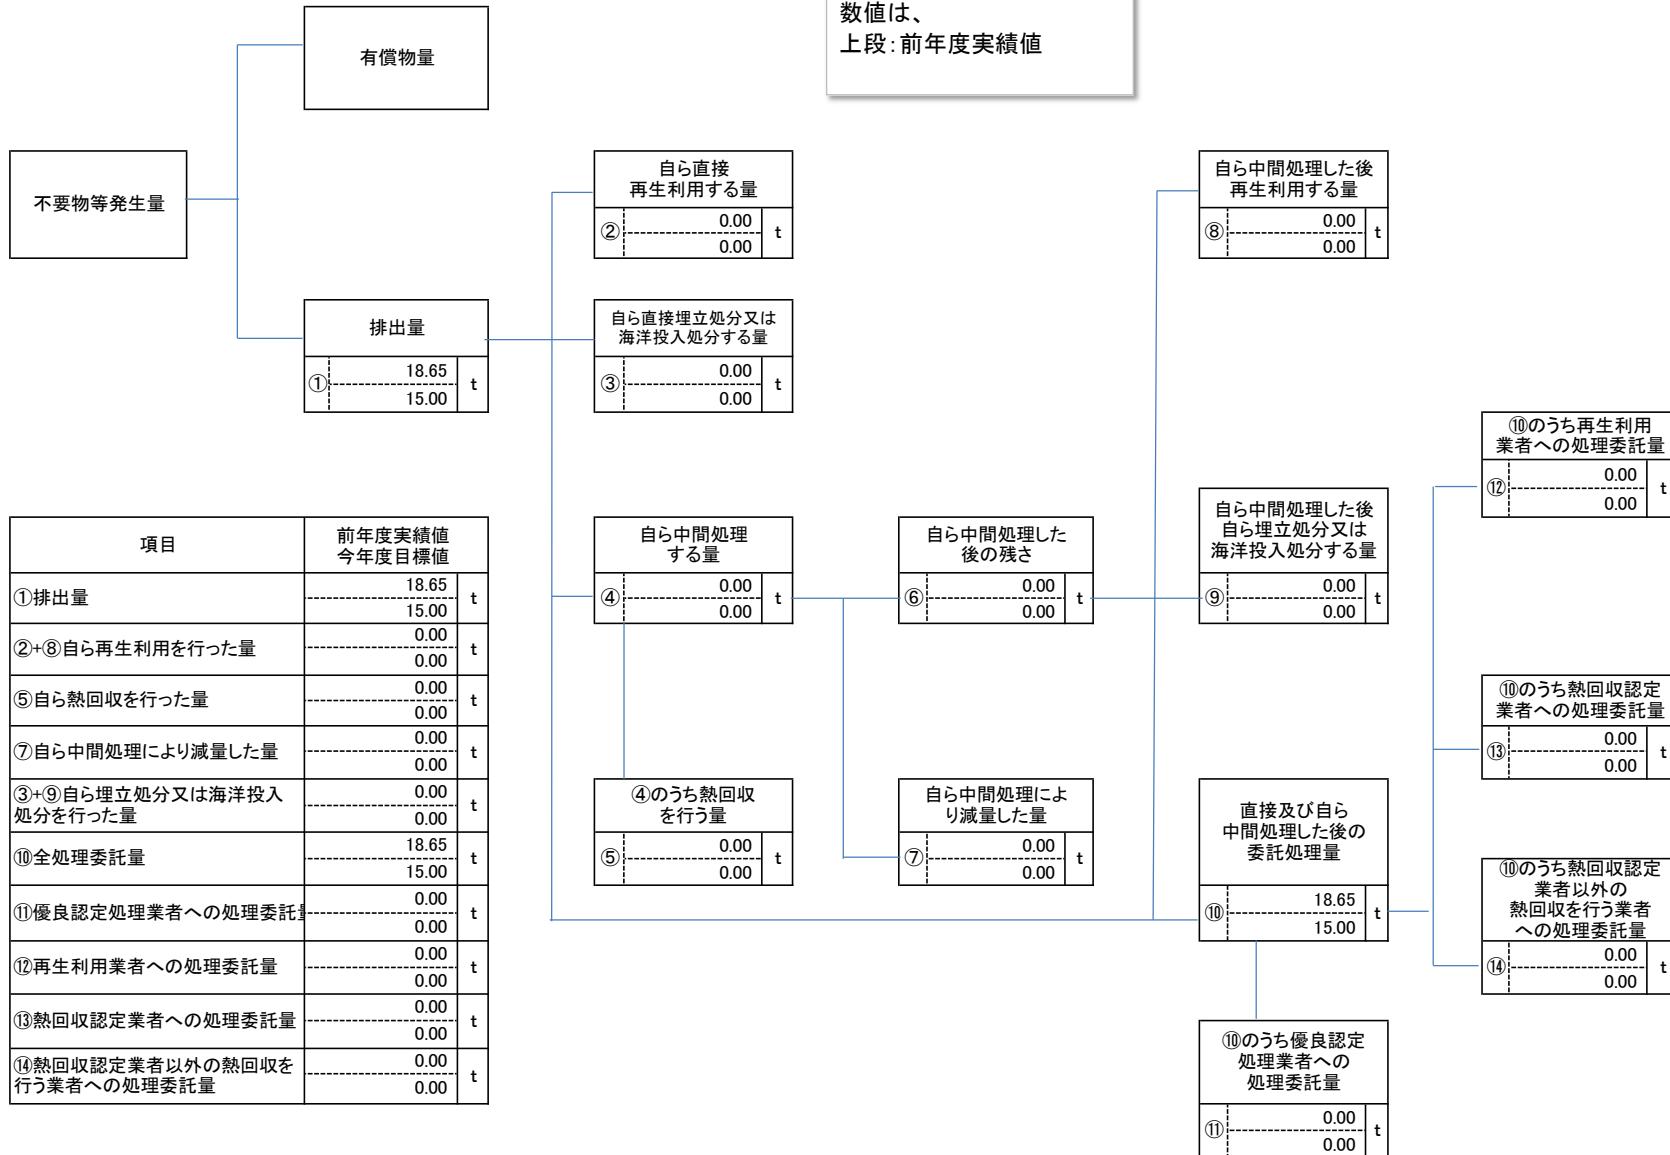 数値は、
上段：前年度実績値
有償物量
不要物等発生量
排出量
① 18.65 t
15.00
自ら直接
再生利用する量
② 0.00 t
0.00
自ら直接埋立処分又は
海洋投入処分する量
③ 0.00 t
0.00
自ら中間処理した後
再生利用する量
⑧ 0.00 t
0.00
自ら中間処理
する量
④ 0.00 t
0.00
自ら中間処理した
後の残さ
⑥ 0.00 t
0.00
自ら中間処理した後
自ら埋立処分又は
海洋投入処分する量
⑨ 0.00 t
0.00
④のうち熱回収
を行う量
⑤ 0.00 t
0.00
自ら中間処理によ
り減量した量
⑦ 0.00 t
0.00
直接及び自ら
中間処理した後の
委託処理量
⑩ 18.65 t
15.00
⑩のうち優良認定
処理業者への
処理委託量
⑪ 0.00 t
0.00
⑩のうち再生利用
業者への処理委託量
⑫ 0.00 t
0.00
⑩のうち熱回収認定
業者への処理委託量
⑬ 0.00 t
0.00
⑩のうち熱回収認定
業者以外の
熱回収を行う業者
への処理委託量
⑭ 0.00 t
0.00
項目 前年度実績値
今年度目標値
①排出量 18.65 t
15.00
②+⑧自ら再生利用を行った量 0.00 t
0.00
⑤自ら熱回収を行った量 0.00 t
0.00
⑦自ら中間処理により減量した量 0.00 t
0.00
③+⑨自ら埋立処分又は海洋投入
処分を行った量 0.00 t
0.00
⑩全処理委託量 18.65 t
15.00
⑪優良認定処理業者への処理委託 0.00 t
0.00
⑫再生利用業者への処理委託量 0.00 t
0.00
⑬熱回収認定業者への処理委託量 0.00 t
0.00
⑭熱回収認定業者以外の熱回収を
行う業者への処理委託量 0.00 t
0.00